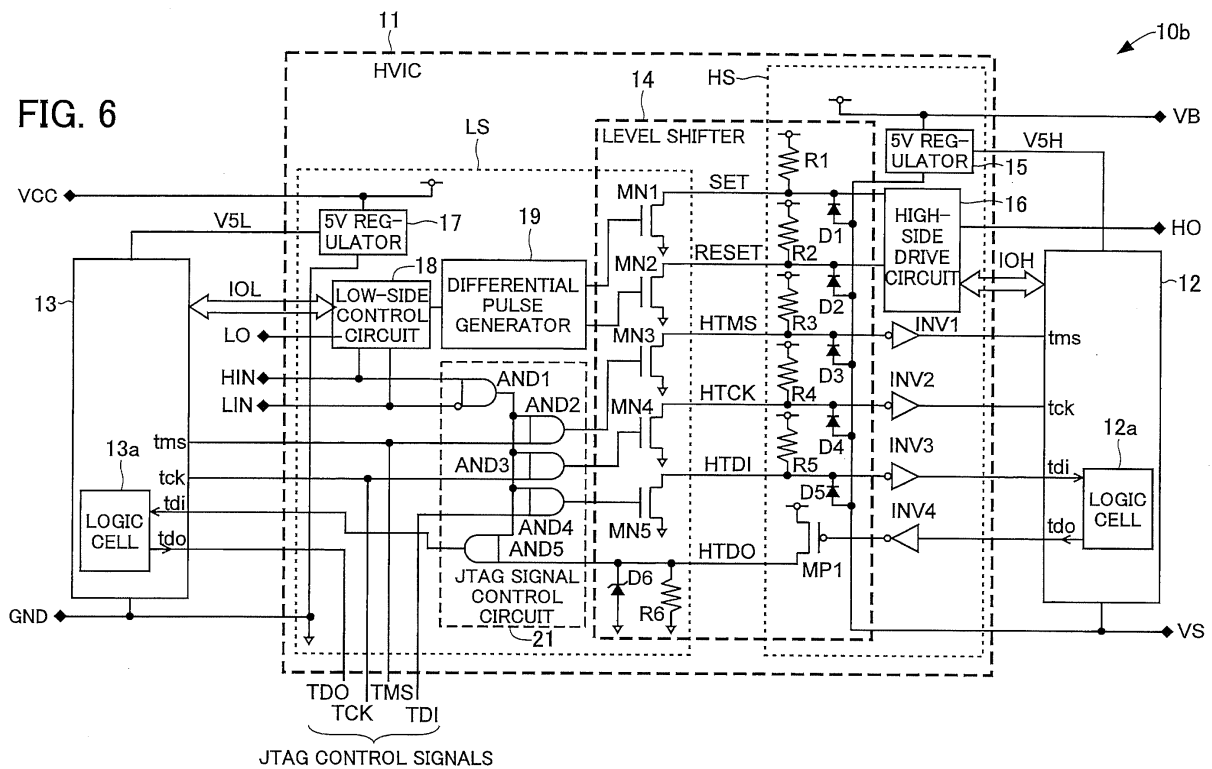 FIG. 6
10b
11
HVIC
HS
14
LEVEL SHIFTER
LS
VB
5V REG-
ULATOR
15
V5H
VCC
V5L
5V REG-
ULATOR
17
19
MN1
SET
R1
D1
HIGH-
SIDE
DRIVE
CIRCUIT
16
HO
13
IOL
18
LOW-SIDE
CONTROL
CIRCUIT
DIFFERENTIAL
PULSE
GENERATOR
MN2
RESET
R2
D2
IOH
12
LO
MN3
HTMS
R3
D3
INV1
tms
HIN
LIN
AND1
AND2
MN4
HTCK
R4
D4
INV2
tck
tms
13a
tck
AND3
HTDI
R5
D5
INV3
tdi
12a
LOGIC
CELL
tdi
LOGIC
CELL
tdo
AND4
MN5
AND5
INV4
tdo
HTDO
MP1
JTAG SIGNAL
CONTROL
CIRCUIT
D6
R6
GND
21
VS
TDO
TCK
TMS
TDI
JTAG CONTROL SIGNALS